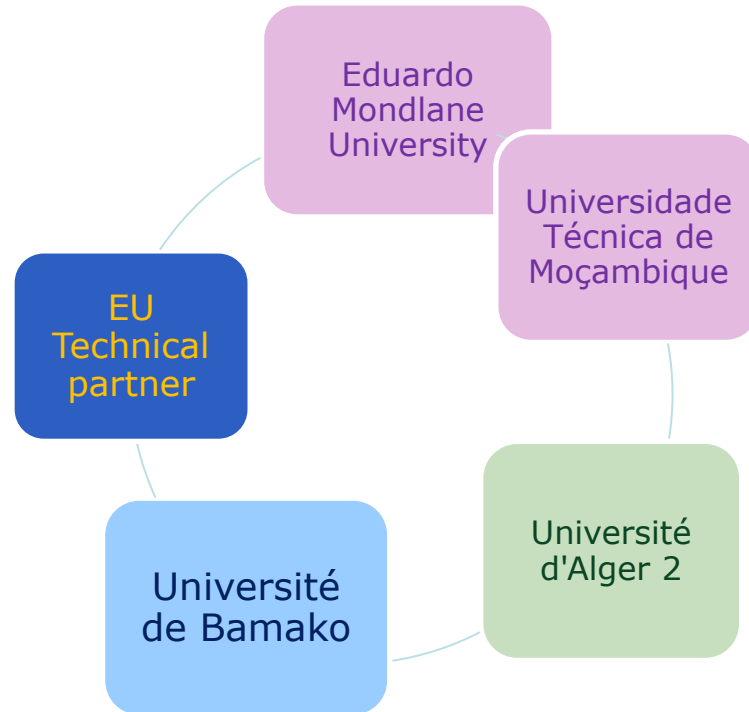 Eduardo
Mondlane
University
Universidade
Técnica de
Moçambique
EU
Technical
partner
Université
d'Alger 2
Université
de Bamako